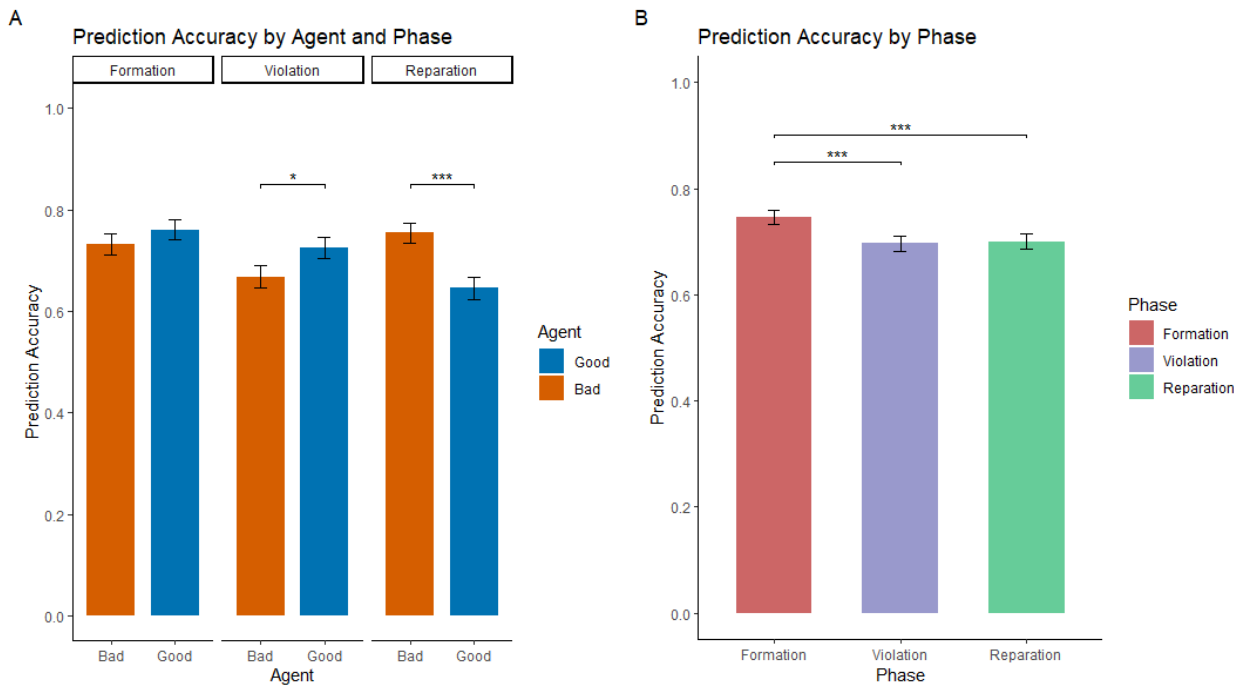 A
Prediction Accuracy by Agent and Phase
Formation Violation Reparation
1.0
0.8
0.6
0.4
0.2
0.0
Prediction Accuracy
* ***
Bad Good Bad Good Bad Good
Agent
Agent
Good
Bad
B
Prediction Accuracy by Phase
1.0
0.8
0.6
0.4
0.2
0.0
Prediction Accuracy
***
***
Formation Violation Reparation
Phase
Phase
Formation
Violation
Reparation